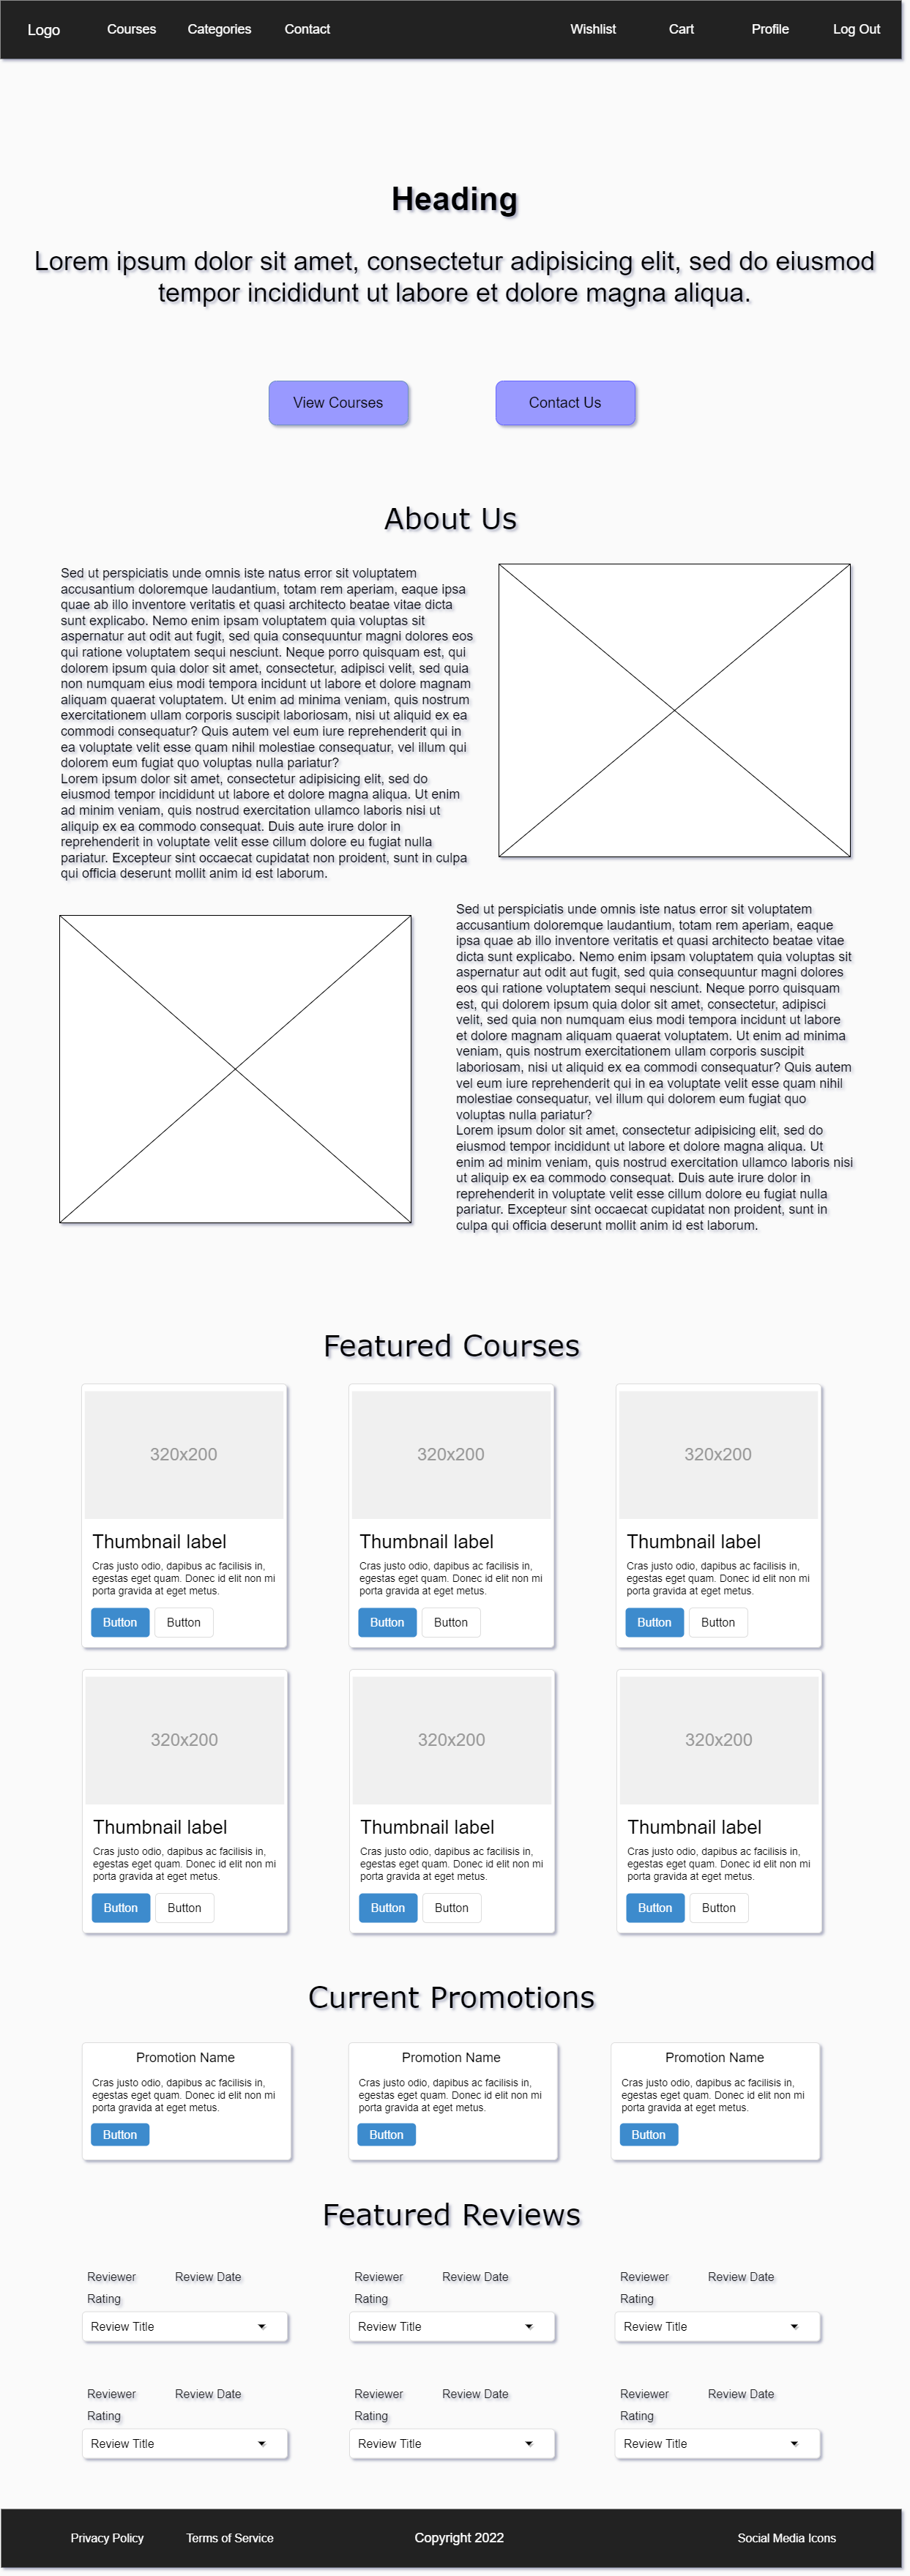 Logo Courses Categories Contact Wishlist Cart Profile Log Out
Heading
Lorem ipsum dolor sit amet, consectetur adipisicing elit, sed do eiusmod
tempor incididunt ut labore et dolore magna aliqua.
View Courses Contact Us
About Us
Sed ut perspiciatis unde omnis iste natus error sit voluptatem
accusantium doloremque laudantium, totam rem aperiam, eaque ipsa
quae ab illo inventore veritatis et quasi architecto beatae vitae dicta
sunt explicabo. Nemo enim ipsam voluptatem quia voluptas sit
aspernatur aut odit aut fugit, sed quia consequuntur magni dolores eos
qui ratione voluptatem sequi nesciunt. Neque porro quisquam est, qui
dolorem ipsum quia dolor sit amet, consectetur, adipisci velit, sed quia
non numquam eius modi tempora incidunt ut labore et dolore magnam
aliquam quaerat voluptatem. Ut enim ad minima veniam, quis nostrum
exercitationem ullam corporis suscipit laboriosam, nisi ut aliquid ex ea
commodi consequatur? Quis autem vel eum iure reprehenderit qui in
ea voluptate velit esse quam nihil molestiae consequatur, vel illum qui
dolorem eum fugiat quo voluptas nulla pariatur?
Lorem ipsum dolor sit amet, consectetur adipisicing elit, sed do
eiusmod tempor incididunt ut labore et dolore magna aliqua. Ut enim
ad minim veniam, quis nostrud exercitation ullamco laboris nisi ut
aliquip ex ea commodo consequat. Duis aute irure dolor in
reprehenderit in voluptate velit esse cillum dolore eu fugiat nulla
pariatur. Excepteur sint occaecat cupidatat non proident, sunt in culpa
qui officia deserunt mollit anim id est laborum.
Sed ut perspiciatis unde omnis iste natus error sit voluptatem
accusantium doloremque laudantium, totam rem aperiam, eaque
ipsa quae ab illo inventore veritatis et quasi architecto beatae vitae
dicta sunt explicabo. Nemo enim ipsam voluptatem quia voluptas sit
aspernatur aut odit aut fugit, sed quia consequuntur magni dolores
eos qui ratione voluptatem sequi nesciunt. Neque porro quisquam
est, qui dolorem ipsum quia dolor sit amet, consectetur, adipisci
velit, sed quia non numquam eius modi tempora incidunt ut labore
et dolore magnam aliquam quaerat voluptatem. Ut enim ad minima
veniam, quis nostrum exercitationem ullam corporis suscipit
laboriosam, nisi ut aliquid ex ea commodi consequatur? Quis autem
vel eum iure reprehenderit qui in ea voluptate velit esse quam nihil
molestiae consequatur, vel illum qui dolorem eum fugiat quo
voluptas nulla pariatur?
Lorem ipsum dolor sit amet, consectetur adipisicing elit, sed do
eiusmod tempor incididunt ut labore et dolore magna aliqua. Ut
enim ad minim veniam, quis nostrud exercitation ullamco laboris nisi
ut aliquip ex ea commodo consequat. Duis aute irure dolor in
reprehenderit in voluptate velit esse cillum dolore eu fugiat nulla
pariatur. Excepteur sint occaecat cupidatat non proident, sunt in
culpa qui officia deserunt mollit anim id est laborum.
Featured Courses
320x200
Thumbnail label
Cras justo odio, dapibus ac facilisis in,
egestas eget quam. Donec id elit non mi
porta gravida at eget metus.
Button Button
320x200
Thumbnail label
Cras justo odio, dapibus ac facilisis in,
egestas eget quam. Donec id elit non mi
porta gravida at eget metus.
Button Button
320x200
Thumbnail label
Cras justo odio, dapibus ac facilisis in,
egestas eget quam. Donec id elit non mi
porta gravida at eget metus.
Button Button
320x200
Thumbnail label
Cras justo odio, dapibus ac facilisis in,
egestas eget quam. Donec id elit non mi
porta gravida at eget metus.
Button Button
320x200
Thumbnail label
Cras justo odio, dapibus ac facilisis in,
egestas eget quam. Donec id elit non mi
porta gravida at eget metus.
Button Button
320x200
Thumbnail label
Cras justo odio, dapibus ac facilisis in,
egestas eget quam. Donec id elit non mi
porta gravida at eget metus.
Button Button
Current Promotions
Promotion Name
Cras justo odio, dapibus ac facilisis in,
egestas eget quam. Donec id elit non mi
porta gravida at eget metus.
Button
Promotion Name
Cras justo odio, dapibus ac facilisis in,
egestas eget quam. Donec id elit non mi
porta gravida at eget metus.
Button
Promotion Name
Cras justo odio, dapibus ac facilisis in,
egestas eget quam. Donec id elit non mi
porta gravida at eget metus.
Button
Featured Reviews
Reviewer Review Date
Rating
Review Title
Reviewer Review Date
Rating
Review Title
Reviewer Review Date
Rating
Review Title
Reviewer Review Date
Rating
Review Title
Reviewer Review Date
Rating
Review Title
Reviewer Review Date
Rating
Review Title
Privacy Policy Terms of Service Copyright 2022 Social Media Icons